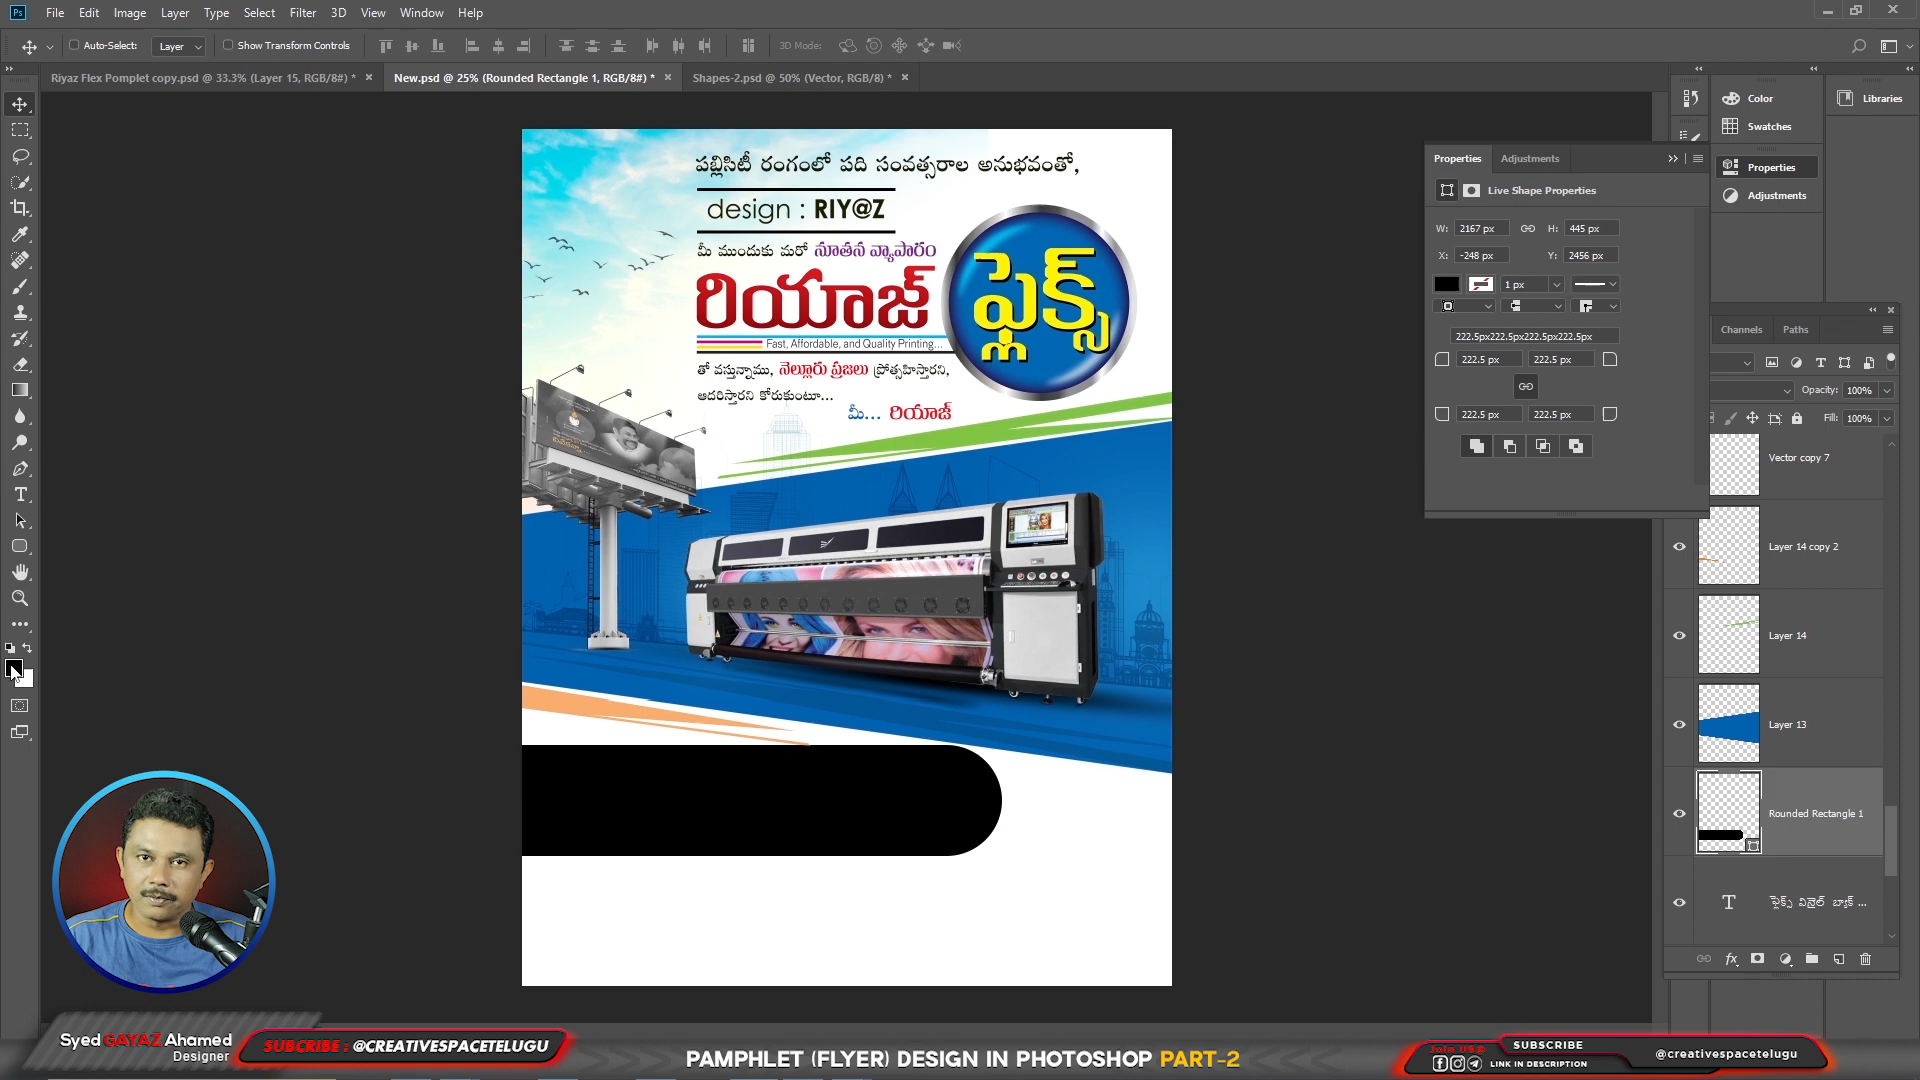 File Edit Image Layer Type Select Filter 3D View Window Help
Auto-Select: Layer Show Transform Controls 3D Mode:
Riyaz Flex Pomplet copy.psd @ 33.3% (Layer 15, RGB/8#) * New.psd @ 25% (Rounded Rectangle 1, RGB/8#) * Shapes-2.psd @ 50% (Vector, RGB/8) *
Color
Swatches
Properties
Adjustments
Libraries
పబ్లిసిటీ రంగంలో పది సంవత్సరాల అనుభవంతో,
design : RIY@Z
మీ ముందుకు మరో నూతన వ్యాపారం
రియాజ్
ఫ్లెక్స్
Fast, Affordable, and Quality Printing...
తో వస్తున్నాము, నెల్లూరు ప్రజలు ప్రోత్సహిస్తారని,
ఆదరిస్తారని కోరుకుంటూ...
మీ... రియాజ్
Properties Adjustments
Live Shape Properties
W: 2167 px H: 445 px
X: -248 px Y: 2456 px
1 px
222.5px222.5px222.5px222.5px
222.5 px 222.5 px
222.5 px 222.5 px
Channels Paths
Opacity: 100%
Fill: 100%
Vector copy 7
Layer 14 copy 2
Layer 14
Layer 13
Rounded Rectangle 1
ఫ్లెక్స్ వినైల్ బ్యాక్ ...
Syed GAYAZ Ahamed
Designer
SUBCRIBE : @CREATIVESPACETELUGU
PAMPHLET (FLYER) DESIGN IN PHOTOSHOP PART-2
Join US@
SUBSCRIBE
LINK IN DESCRIPTION
@creativespacetelugu